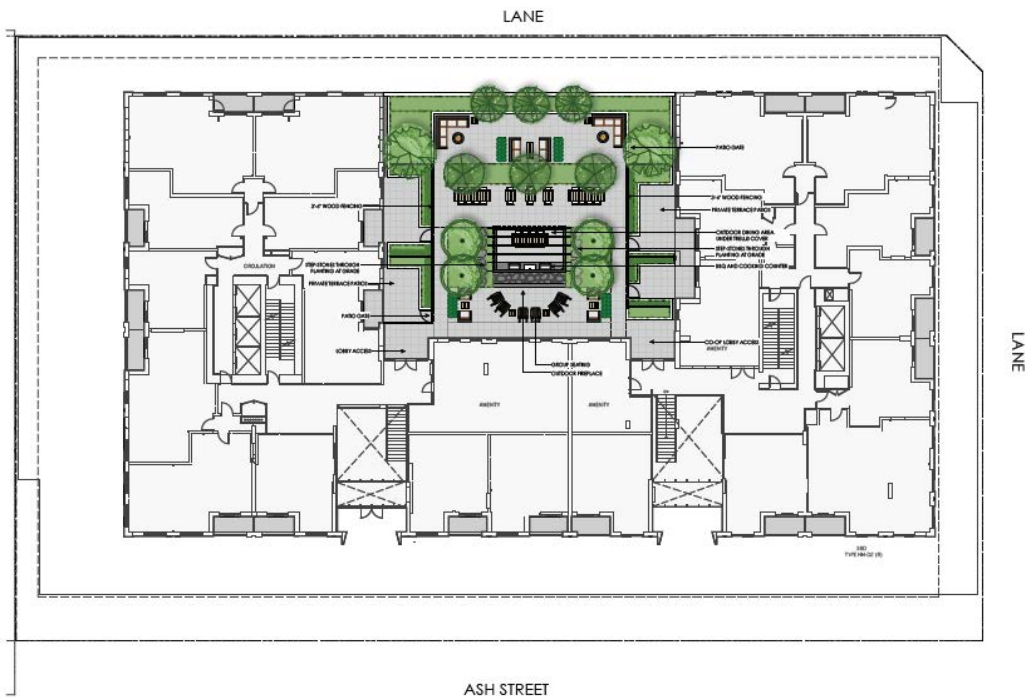 LANE
PATIO GATE
3'-6" WOOD FENCING
3'-6" WOOD FENCING
PRIVATE TERRACE PATIOS
OUTDOOR DINING AREA
UNDER TRELLIS COVER
STEP-STONES THROUGH
PLANTING AT GRADE
BBQ AND COOKING COUNTER
CIRCULATION
STEP-STONES THROUGH
PLANTING AT GRADE
PRIVATE TERRACE PATIOS
PATIO GATE
LOBBY ACCESS
CO-OP LOBBY ACCESS
AMENITY
GROUP SEATING
OUTDOOR FIREPLACE
AMENITY
AMENITY
LANE
3 BD
ASH STREET